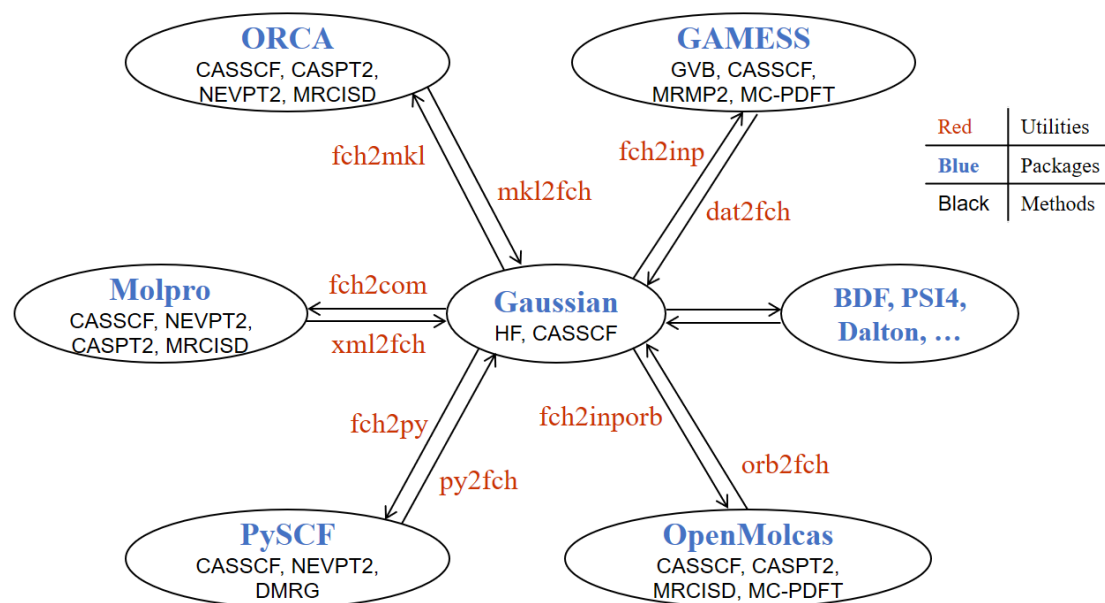 ORCA
CASSCF, CASPT2,
NEVPT2, MRCISD
GAMESS
GVB, CASSCF,
MRMP2, MC-PDFT
Red Utilities
Blue Packages
Black Methods
fch2mkl
mkl2fch
fch2inp
dat2fch
Molpro
CASSCF, NEVPT2,
CASPT2, MRCISD
fch2com
xml2fch
Gaussian
HF, CASSCF
BDF, PSI4,
Dalton, …
fch2py
py2fch
fch2inporb
orb2fch
PySCF
CASSCF, NEVPT2,
DMRG
OpenMolcas
CASSCF, CASPT2,
MRCISD, MC-PDFT